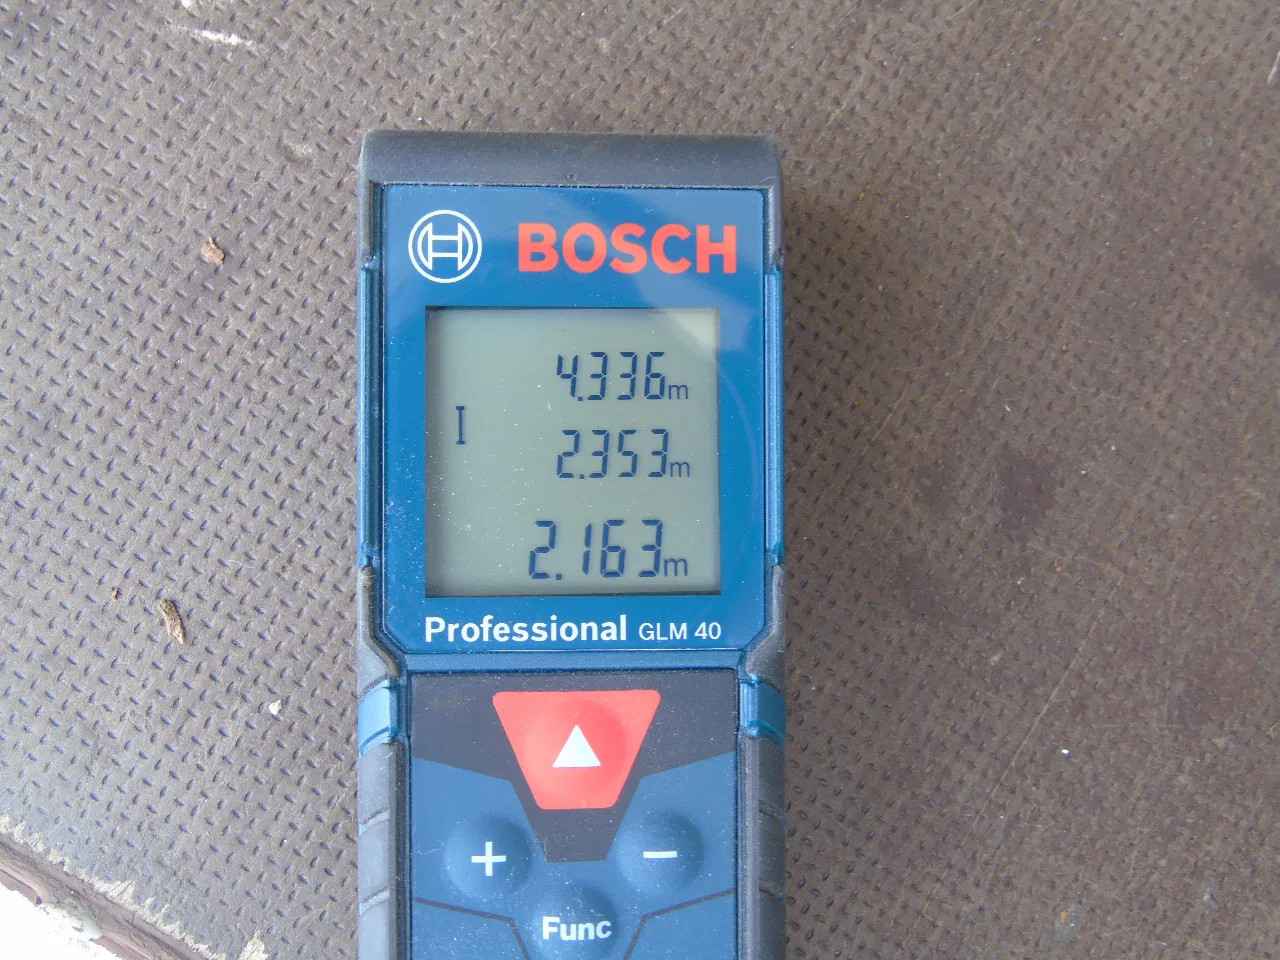 BOSCH
4.336m
2.353m
2.163m
Professional GLM 40
+ −
Func